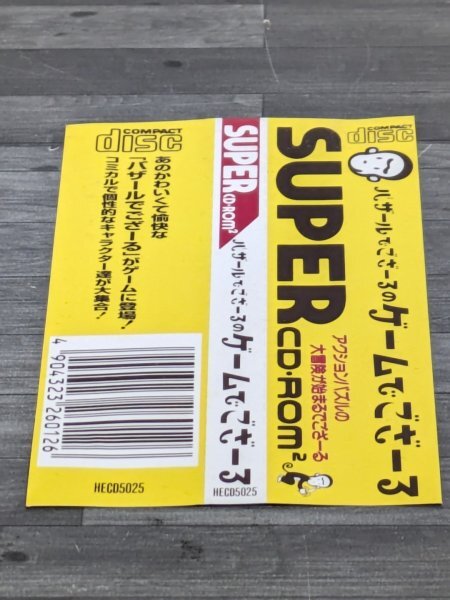 COMPACT
disc
バザールでござーるの
ゲームでござーる
SUPER
CD-ROM²
アクションパズルの
大冒険が始まるでござーる
SUPER
CD-ROM²
バザールでござーるの
ゲームでござーる
HECD5025
COMPACT
disc
あのかわいくて愉快な
「バザールでござーる」がゲームに登場!
コミカルで個性的なキャラクター達が大集合!
4 904323 260126
HECD5025